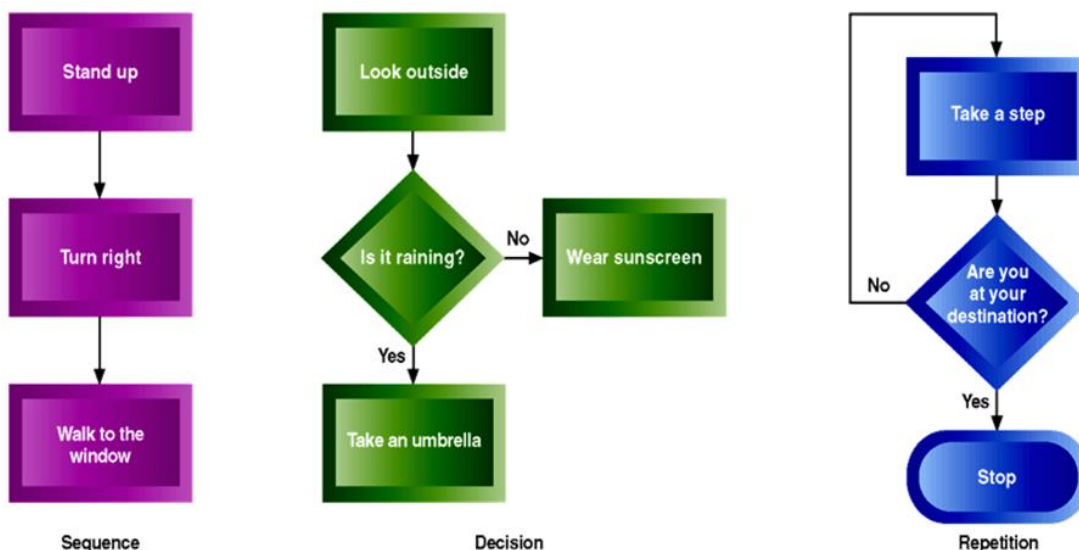 Stand up
Turn right
Walk to the
window
Sequence
Look outside
Is it raining?
No
Wear sunscreen
Yes
Take an umbrella
Decision
Take a step
Are you
at your
destination?
No
Yes
Stop
Repetition